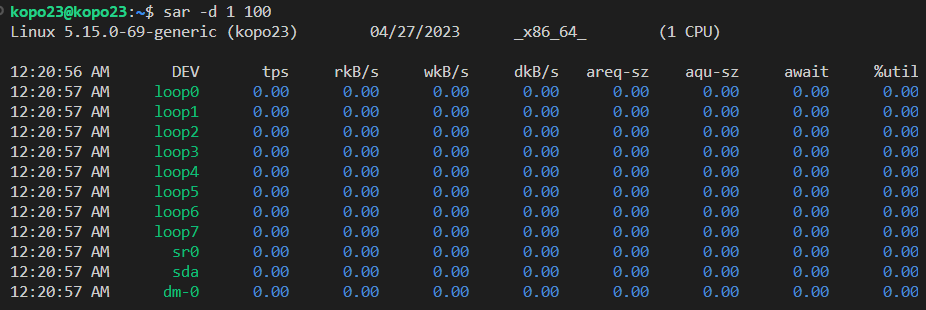 kopo23@kopo23:~$ sar -d 1 100
Linux 5.15.0-69-generic (kopo23) 04/27/2023 _x86_64_ (1 CPU)
12:20:56 AM DEV tps rkB/s wkB/s dkB/s areq-sz aqu-sz await %util
12:20:57 AM loop0 0.00 0.00 0.00 0.00 0.00 0.00 0.00 0.00
12:20:57 AM loop1 0.00 0.00 0.00 0.00 0.00 0.00 0.00 0.00
12:20:57 AM loop2 0.00 0.00 0.00 0.00 0.00 0.00 0.00 0.00
12:20:57 AM loop3 0.00 0.00 0.00 0.00 0.00 0.00 0.00 0.00
12:20:57 AM loop4 0.00 0.00 0.00 0.00 0.00 0.00 0.00 0.00
12:20:57 AM loop5 0.00 0.00 0.00 0.00 0.00 0.00 0.00 0.00
12:20:57 AM loop6 0.00 0.00 0.00 0.00 0.00 0.00 0.00 0.00
12:20:57 AM loop7 0.00 0.00 0.00 0.00 0.00 0.00 0.00 0.00
12:20:57 AM sr0 0.00 0.00 0.00 0.00 0.00 0.00 0.00 0.00
12:20:57 AM sda 0.00 0.00 0.00 0.00 0.00 0.00 0.00 0.00
12:20:57 AM dm-0 0.00 0.00 0.00 0.00 0.00 0.00 0.00 0.00